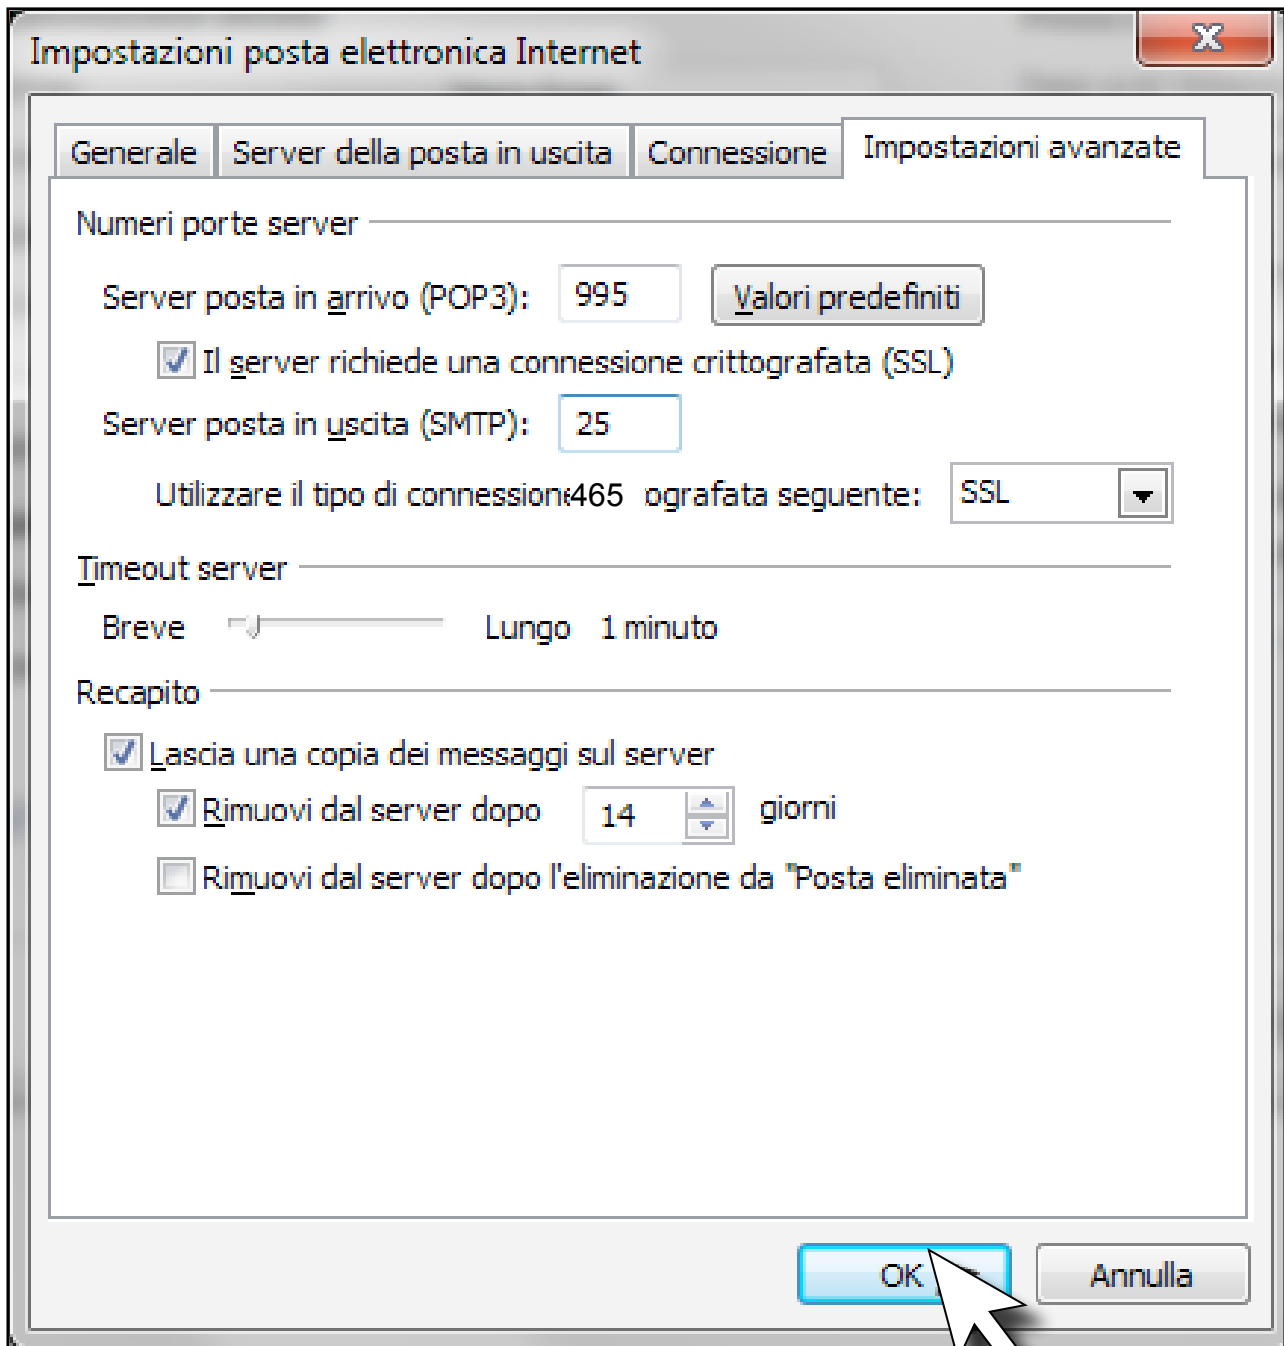 Impostazioni posta elettronica Internet
Generale Server della posta in uscita Connessione Impostazioni avanzate
Numeri porte server
Server posta in arrivo (POP3): 995 Valori predefiniti
Il server richiede una connessione crittografata (SSL)
Server posta in uscita (SMTP): 25
Utilizzare il tipo di connession 465 ografata seguente: SSL
Timeout server
Breve Lungo 1 minuto
Recapito
Lascia una copia dei messaggi sul server
Rimuovi dal server dopo 14 giorni
Rimuovi dal server dopo l'eliminazione da "Posta eliminata"
OK Annulla